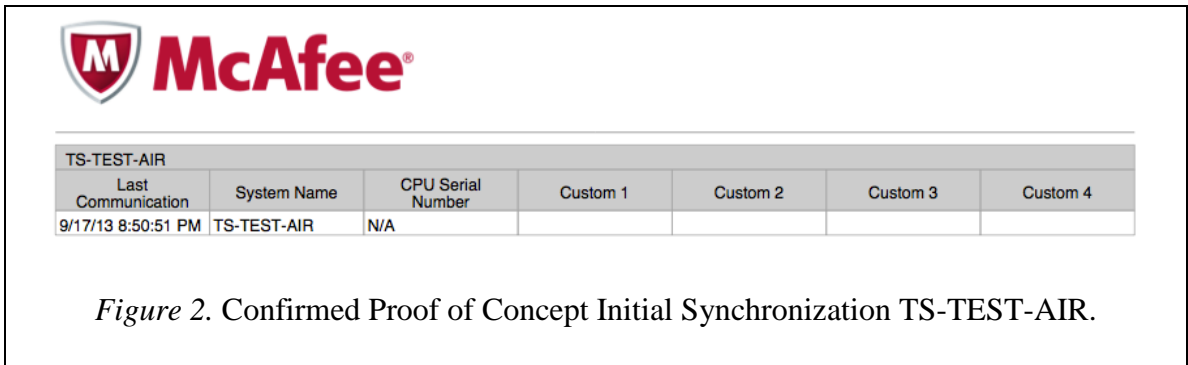 McAfee®
TS-TEST-AIR
Last Communication System Name CPU Serial Number Custom 1 Custom 2 Custom 3 Custom 4
9/17/13 8:50:51 PM TS-TEST-AIR N/A
Figure 2. Confirmed Proof of Concept Initial Synchronization TS-TEST-AIR.